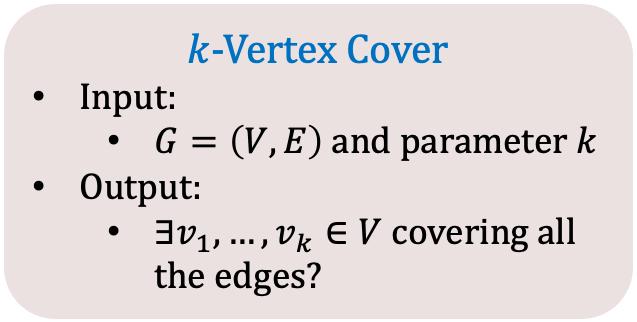 k-Vertex Cover
• Input:
• G = (V, E) and parameter k
• Output:
• ∃v₁, ..., vₖ ∈ V covering all
the edges?